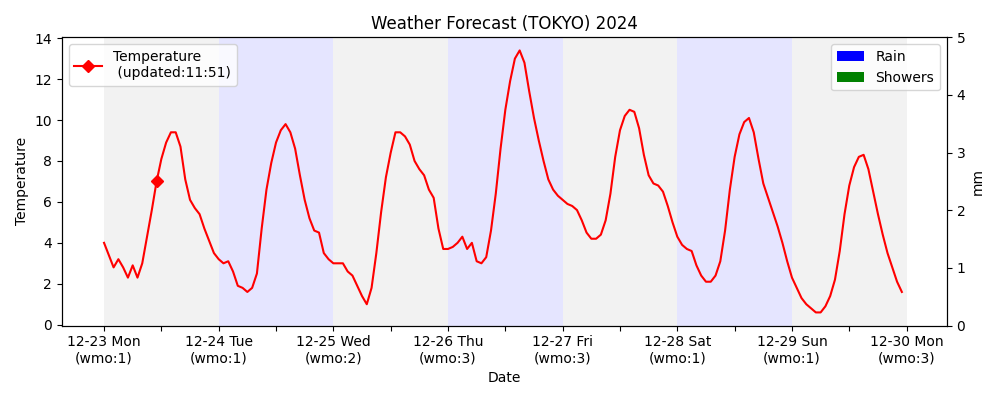 Weather Forecast (TOKYO) 2024
Temperature
(updated:11:51)
Rain
Showers
Temperature
14
12
10
8
6
4
2
0
5
4
3
2
1
0
mm
12-23 Mon
(wmo:1)
12-24 Tue
(wmo:1)
12-25 Wed
(wmo:2)
12-26 Thu
(wmo:3)
12-27 Fri
(wmo:3)
12-28 Sat
(wmo:1)
12-29 Sun
(wmo:1)
12-30 Mon
(wmo:3)
Date